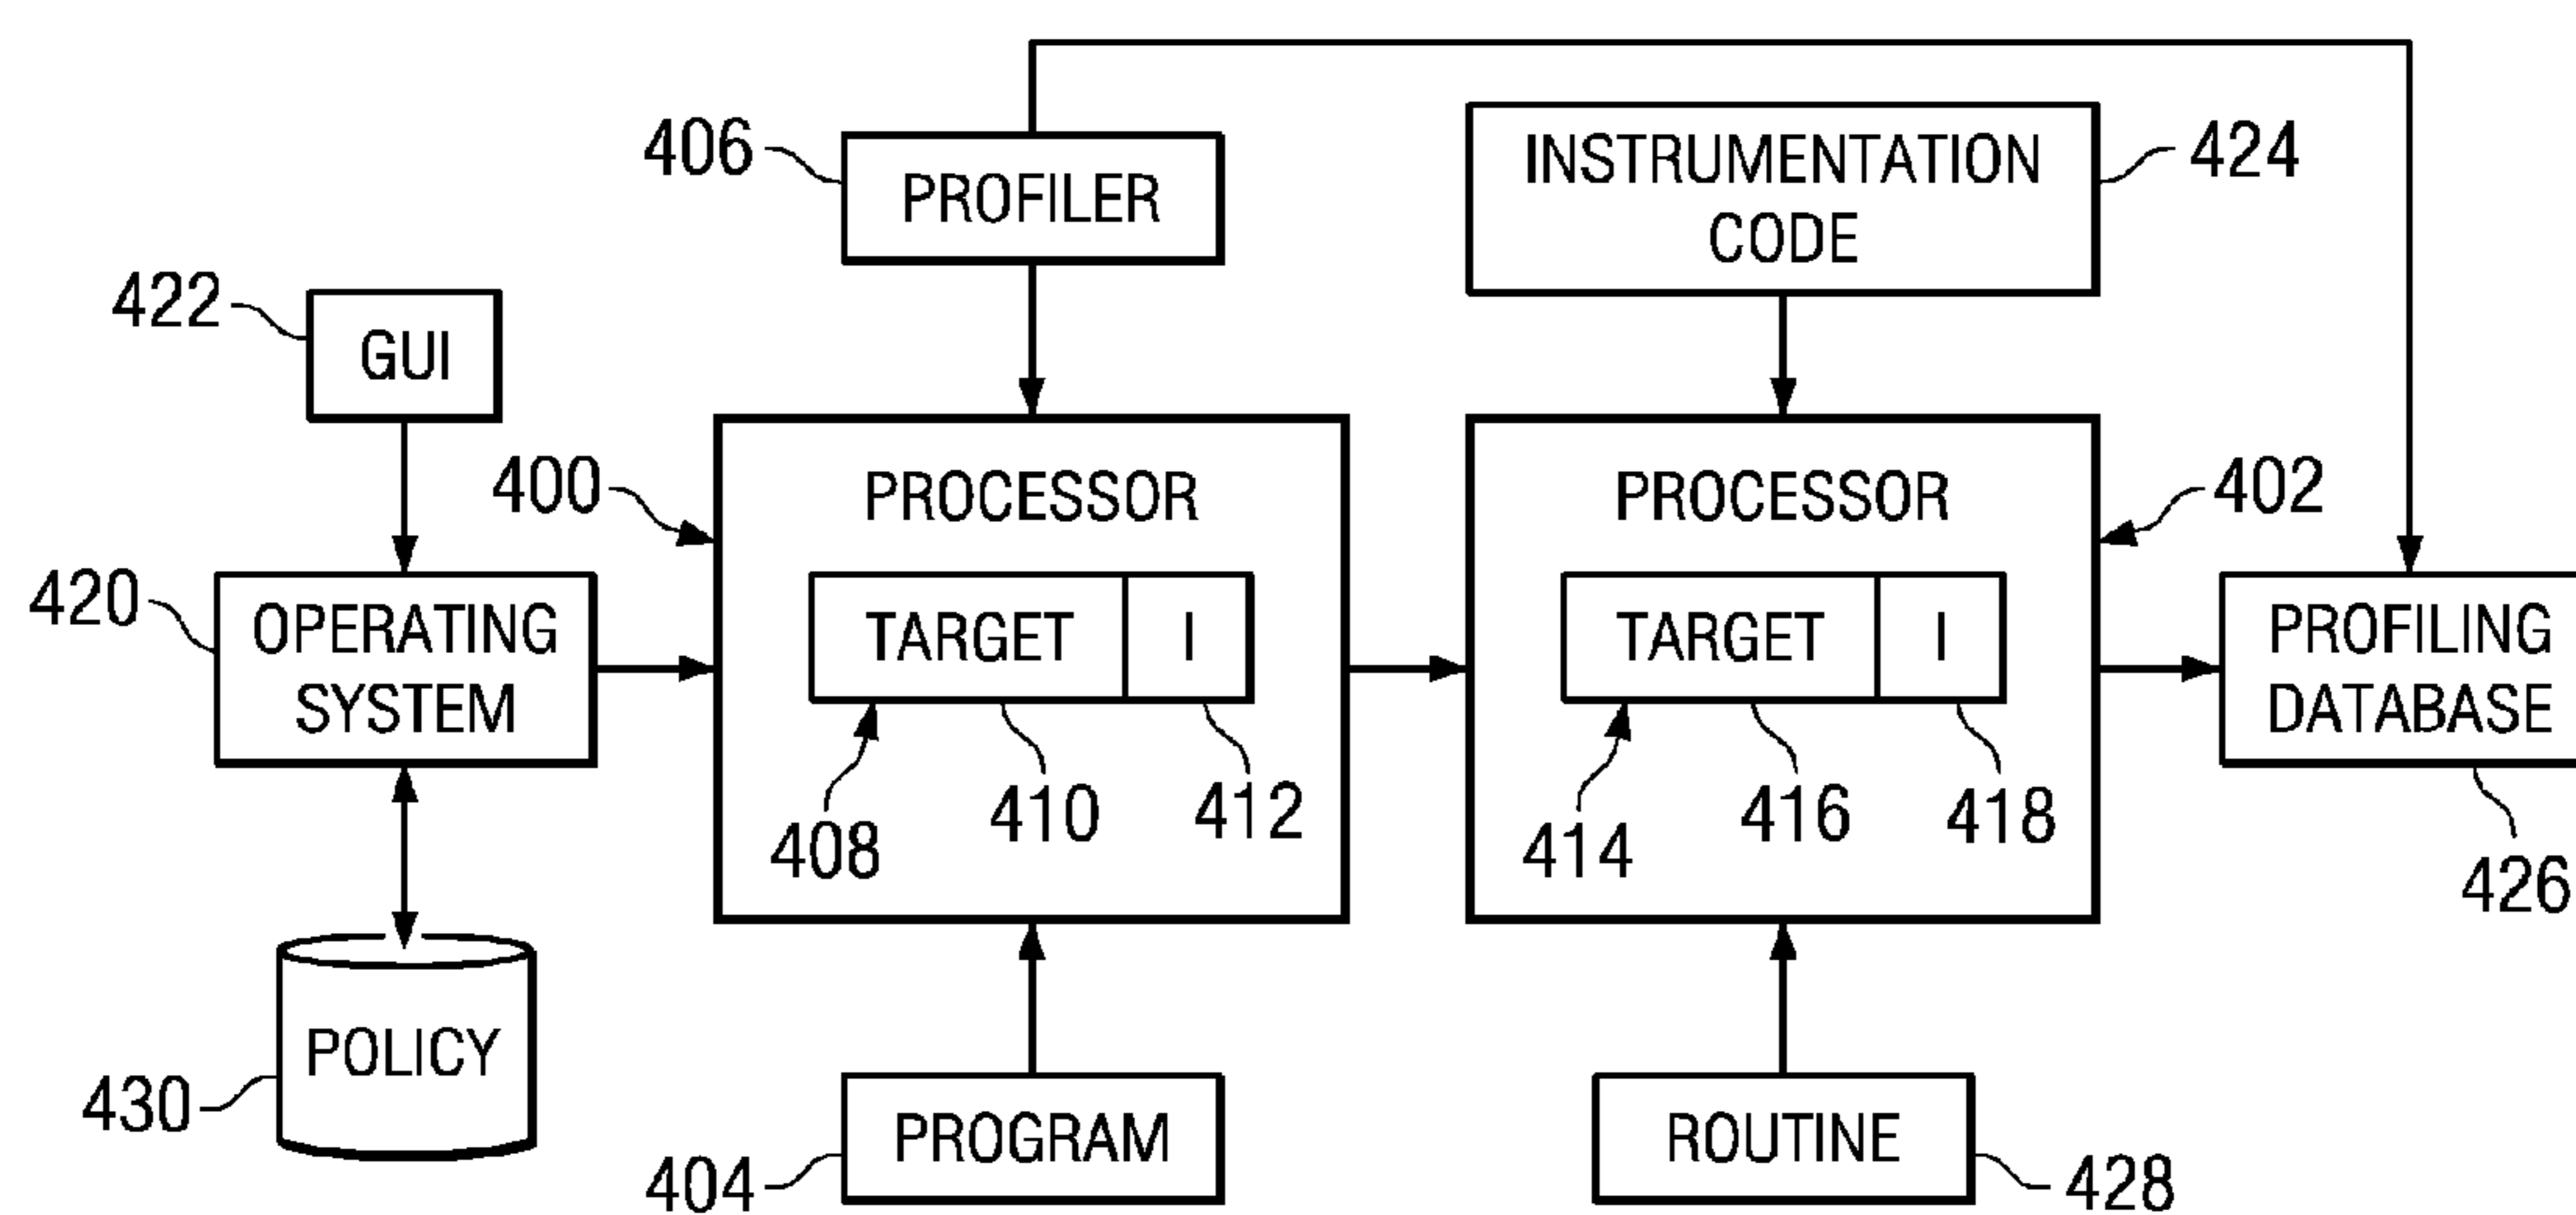 406
PROFILER
INSTRUMENTATION
CODE
424
422
GUI
400
PROCESSOR
PROCESSOR
402
420
OPERATING
SYSTEM
TARGET
I
TARGET
I
PROFILING
DATABASE
408
410
412
414
416
418
426
430
POLICY
404
PROGRAM
ROUTINE
428